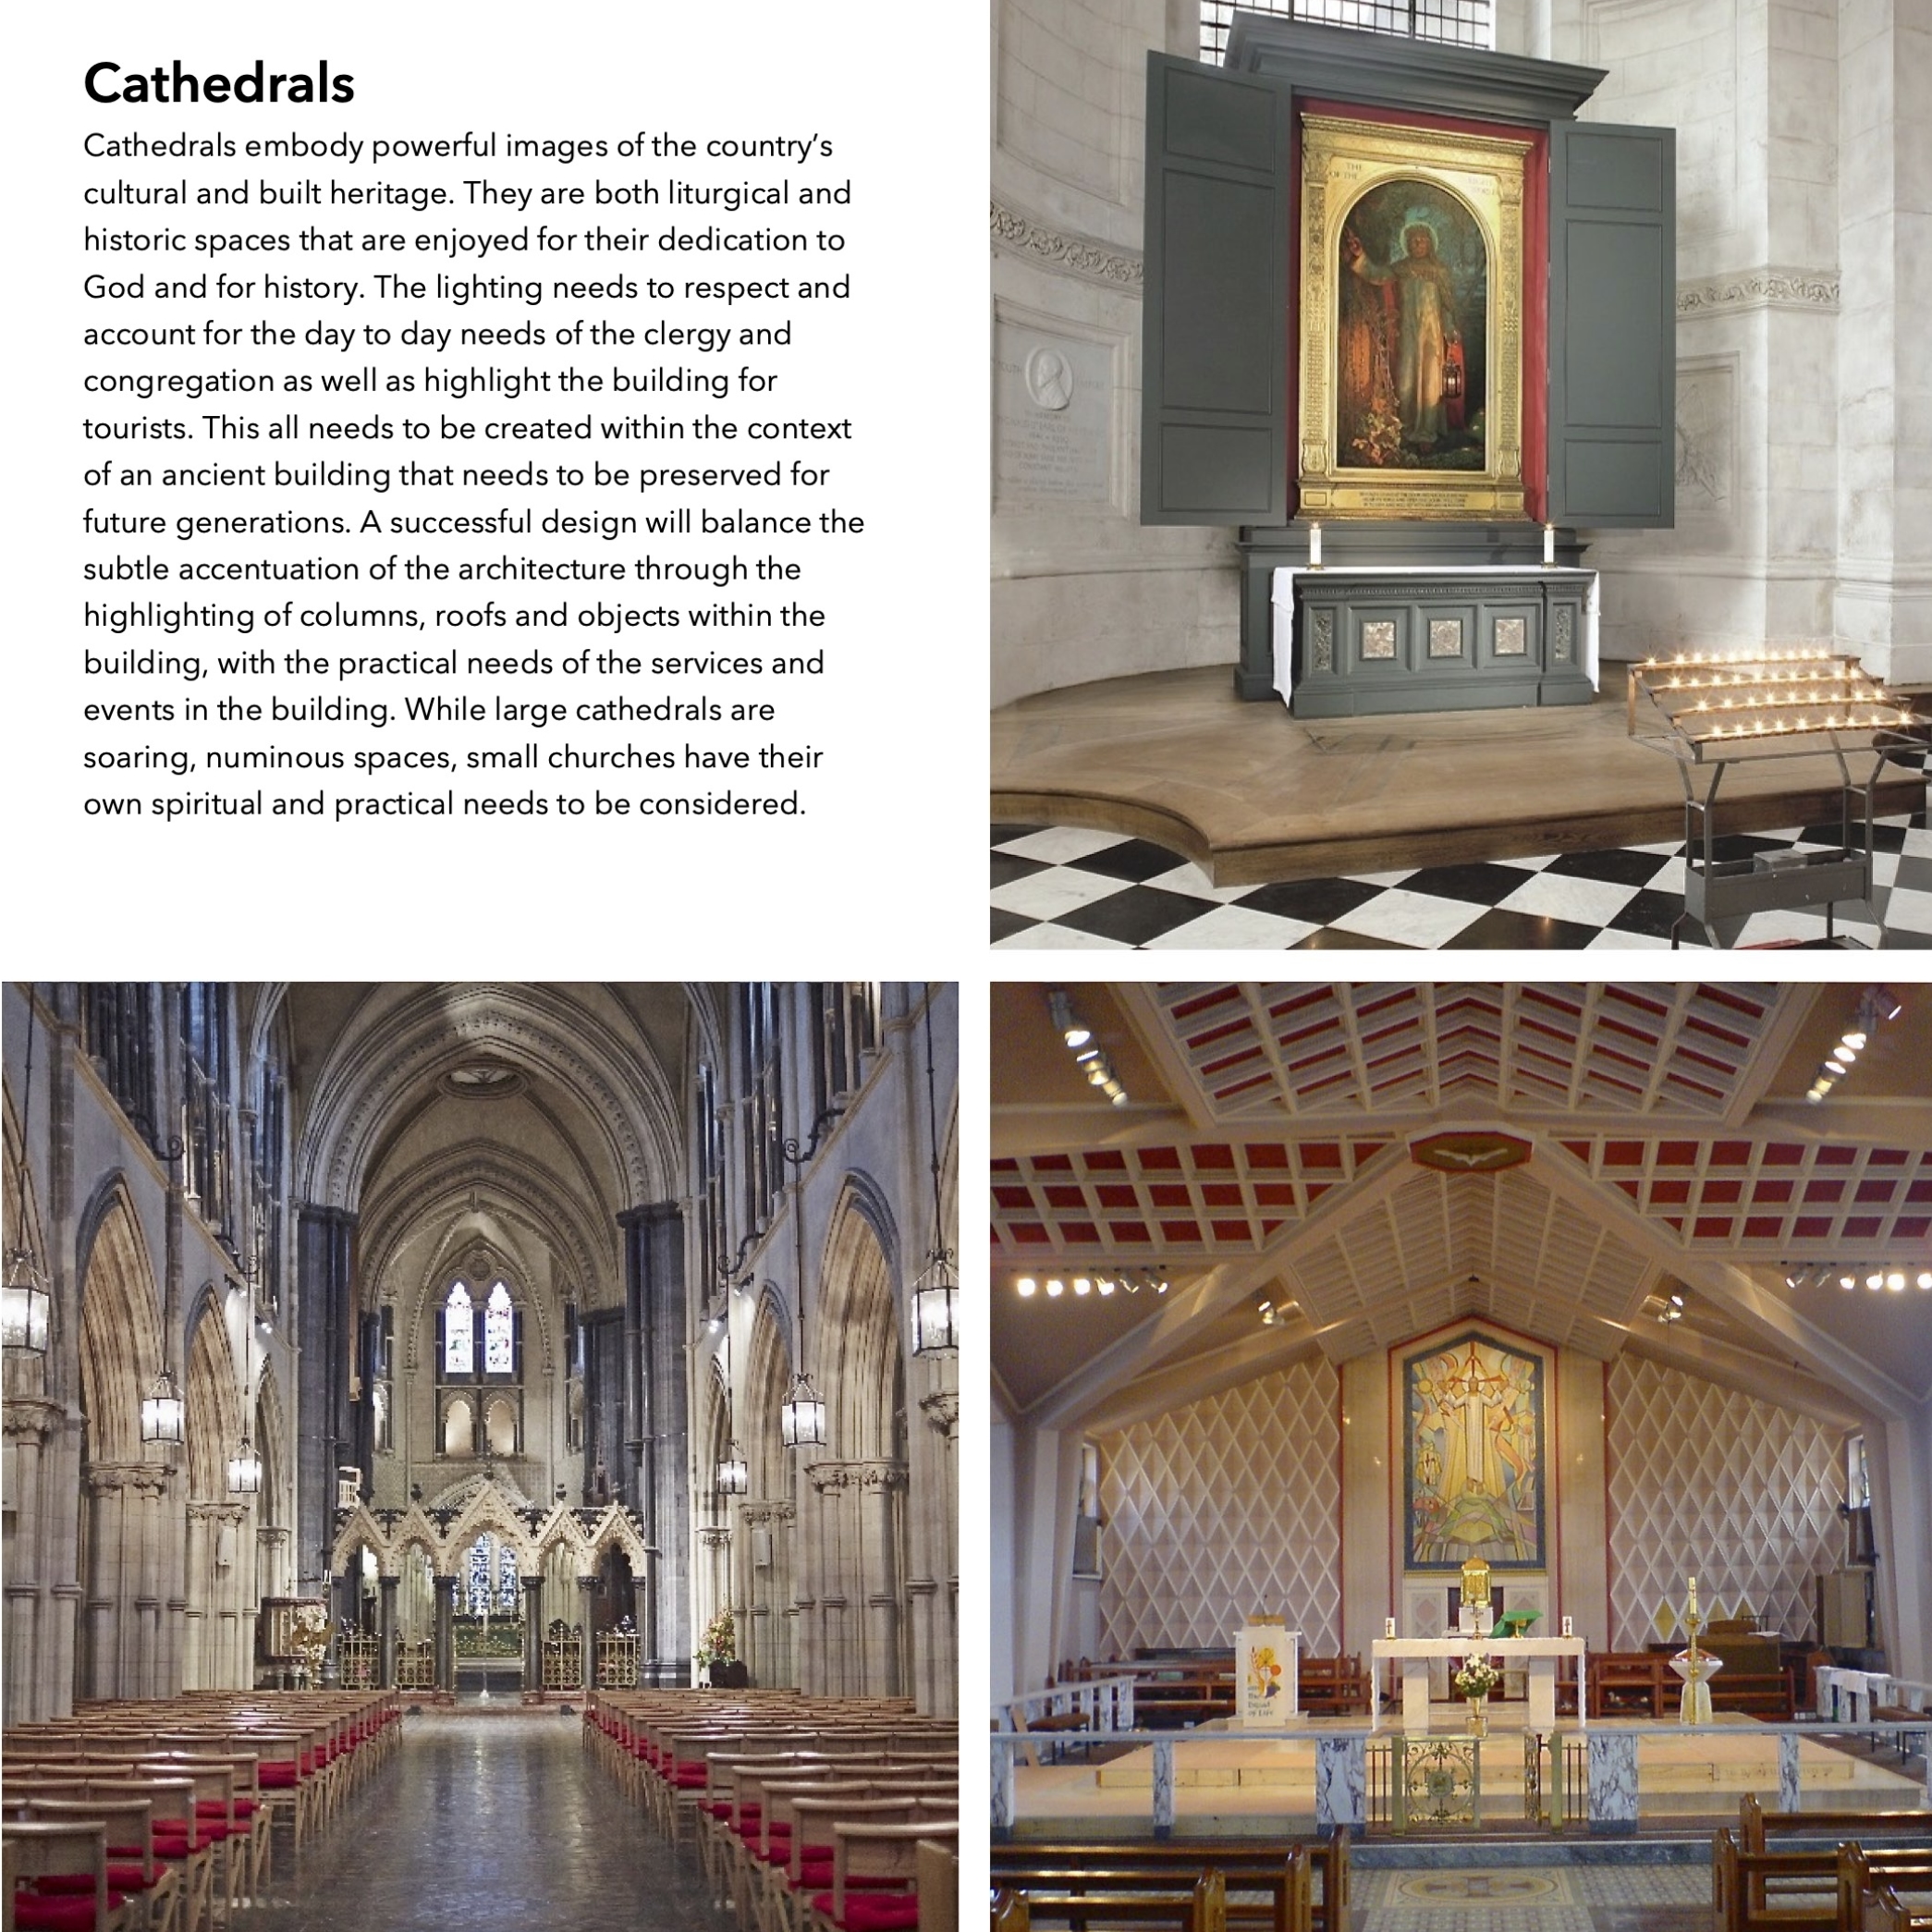 Cathedrals
Cathedrals embody powerful images of the country’s
cultural and built heritage. They are both liturgical and
historic spaces that are enjoyed for their dedication to
God and for history. The lighting needs to respect and
account for the day to day needs of the clergy and
congregation as well as highlight the building for
tourists. This all needs to be created within the context
of an ancient building that needs to be preserved for
future generations. A successful design will balance the
subtle accentuation of the architecture through the
highlighting of columns, roofs and objects within the
building, with the practical needs of the services and
events in the building. While large cathedrals are
soaring, numinous spaces, small churches have their
own spiritual and practical needs to be considered.
THE
OF THE
of Life